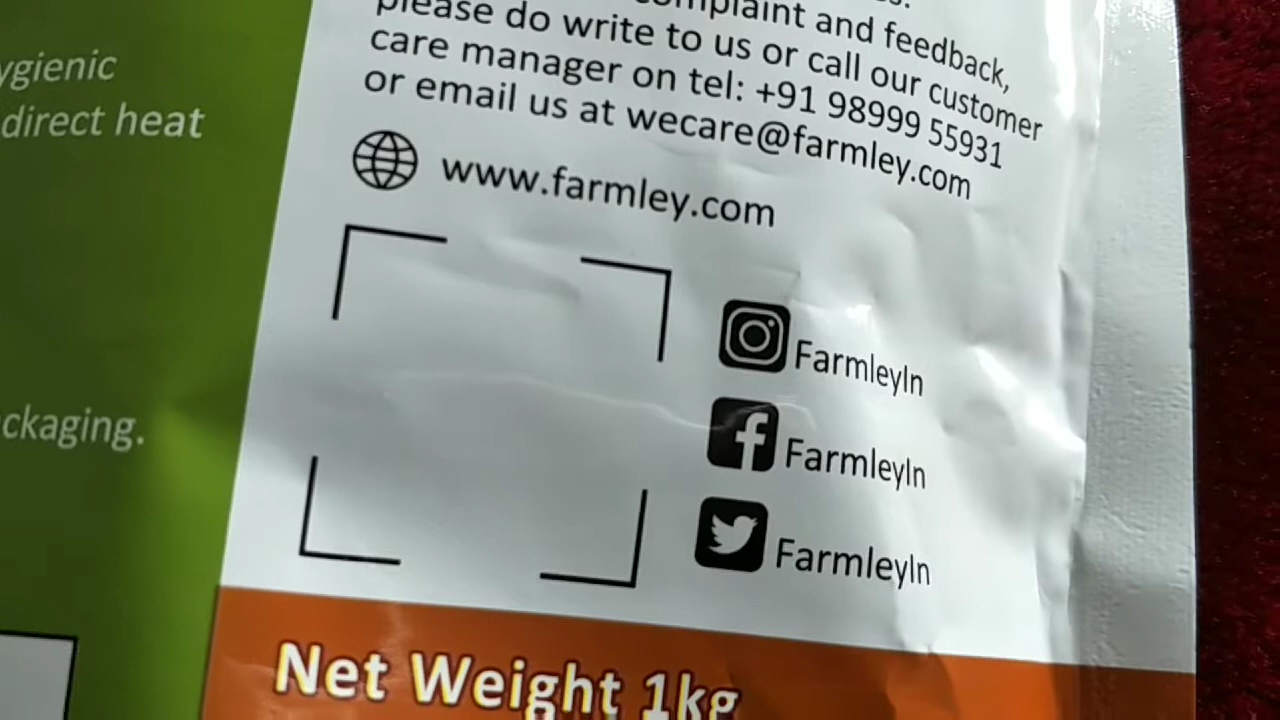 ygienic
direct heat
ckaging.
complaint and feedback,
please do write to us or call our customer
care manager on tel: +91 98999 55931
or email us at wecare@farmley.com
www.farmley.com
FarmleyIn
FarmleyIn
FarmleyIn
Net Weight 1kg